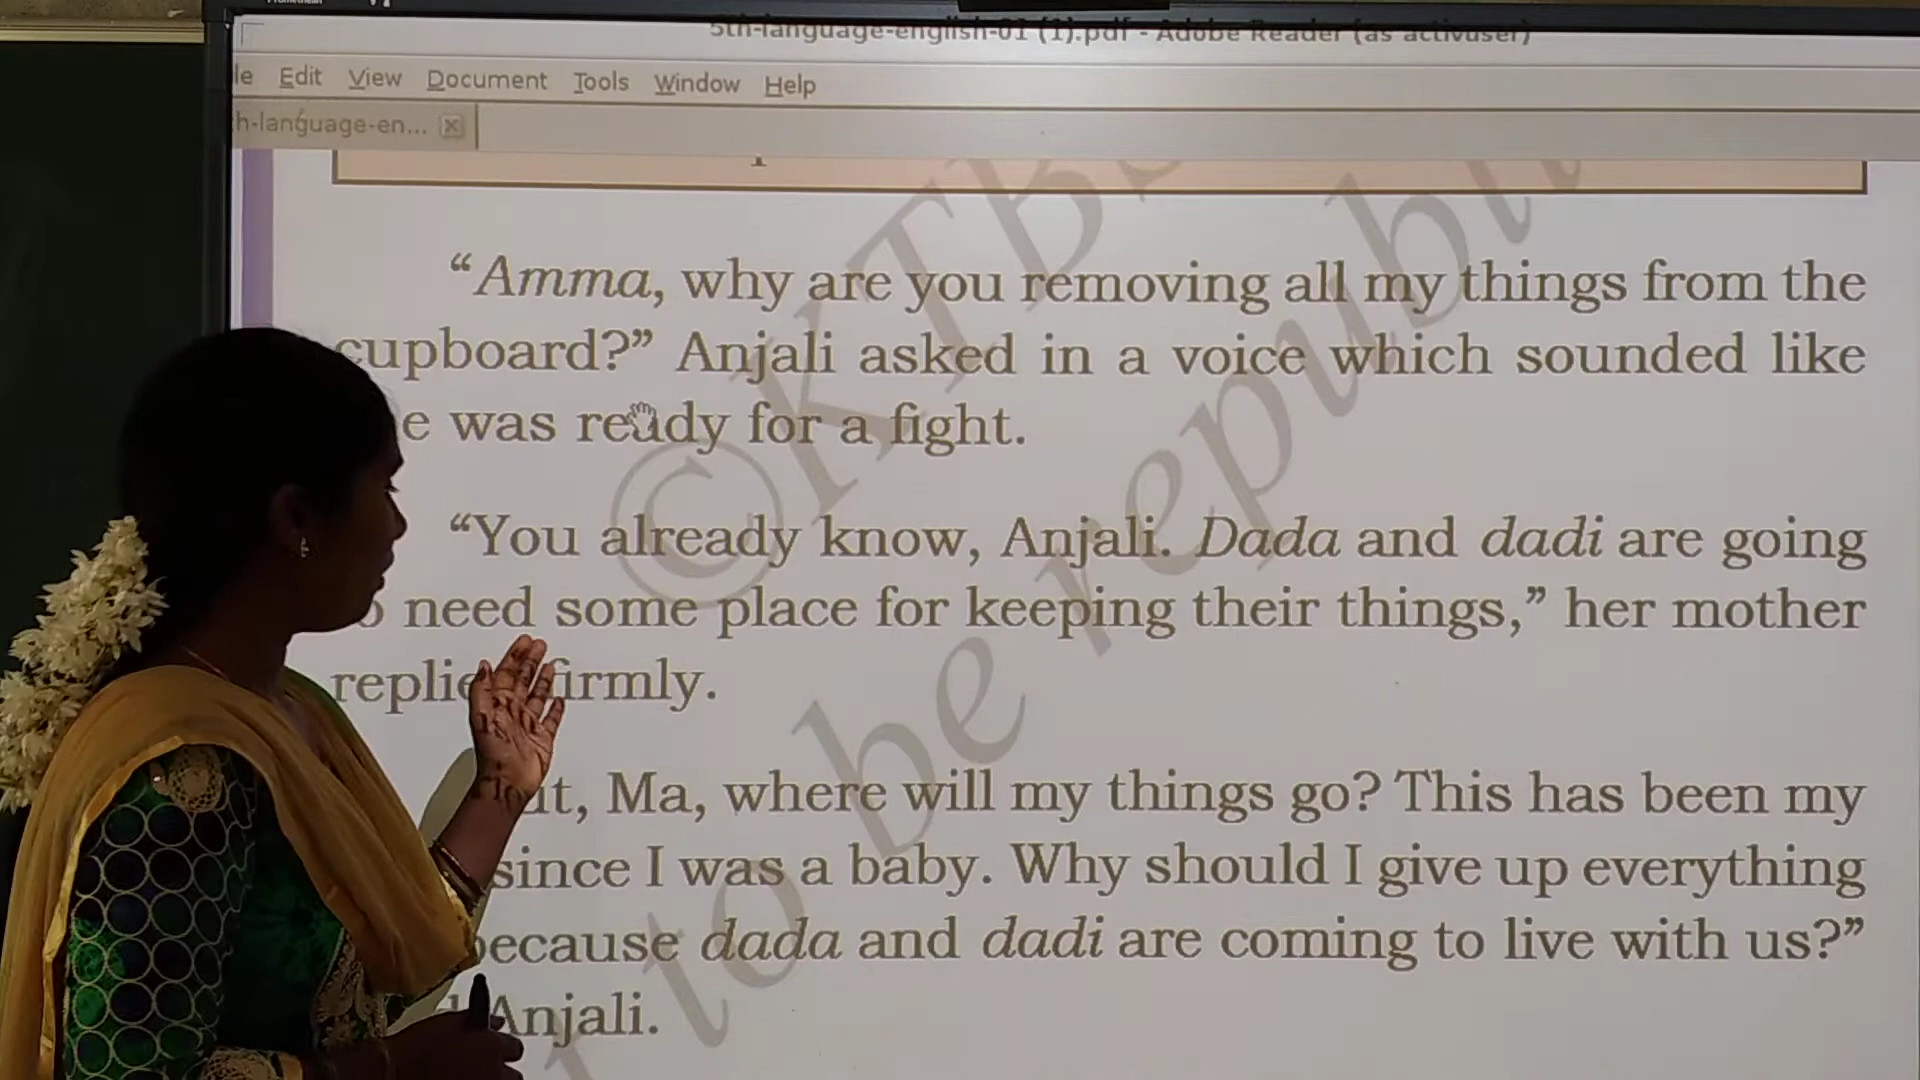 5th-language-english-01 (1).pdf - Adobe Reader (as activuser)
le Edit View Document Tools Window Help
h-language-en...
“Amma, why are you removing all my things from the
cupboard?” Anjali asked in a voice which sounded like
e was ready for a fight.
“You already know, Anjali. Dada and dadi are going
need some place for keeping their things,” her mother
firmly.
Ma, where will my things go? This has been my
since I was a baby. Why should I give up everything
because dada and dadi are coming to live with us?”
Anjali.
©KTBS
to be republi